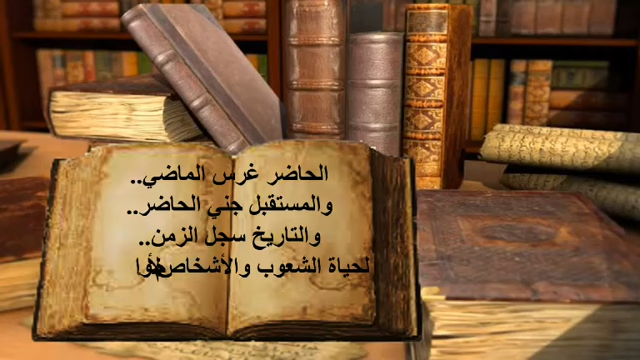 الحاضر غرس الماضي..
والمستقبل جني الحاضر..
والتاريخ سجل الزمن..
لحياة الشعوب والأشخاص